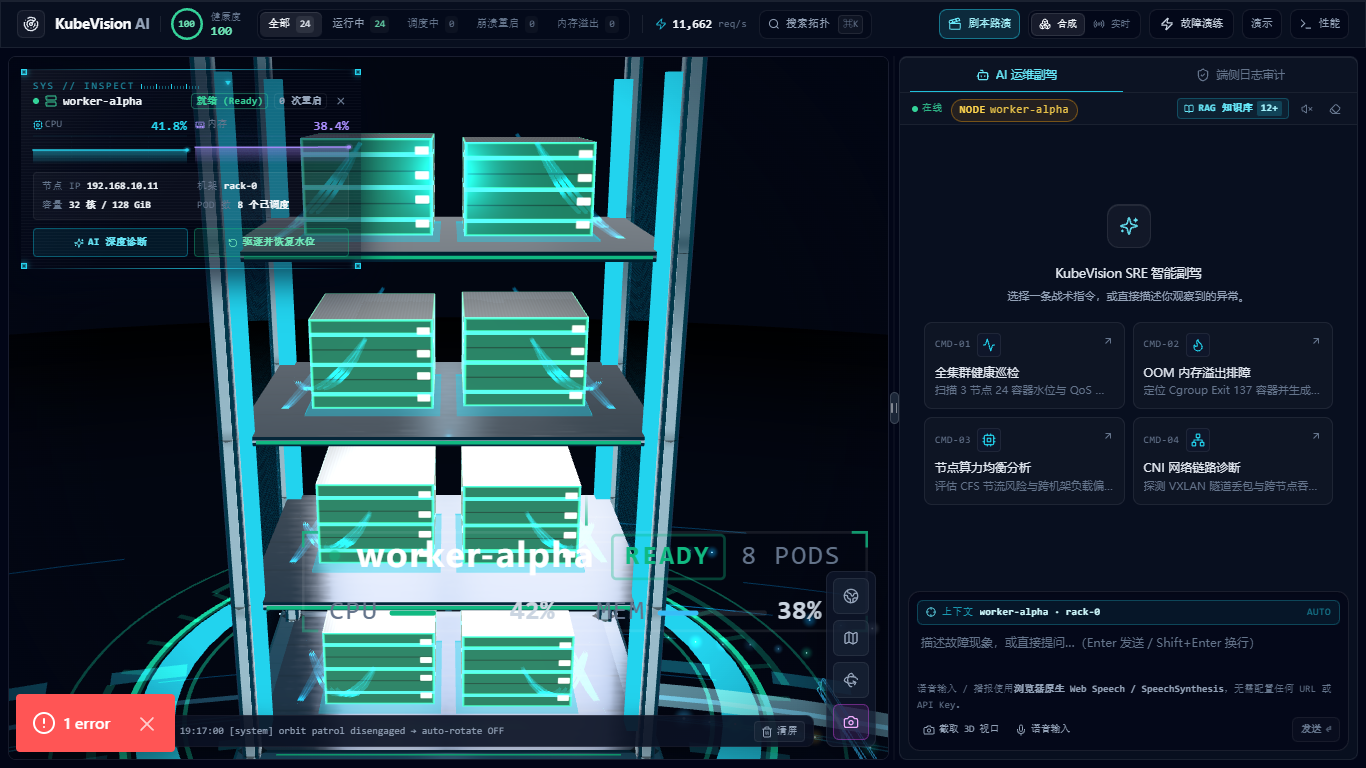 KubeVision AI
100
健康度
100
全部 24
运行中 24
调度中 0
崩溃重启 0
内存溢出 0
11,662 req/s
搜索拓扑 ⌘K
剧本路演
合成
实时
故障演练
演示
性能
SYS // INSPECT
worker-alpha
就绪 (Ready)
0 次重启
CPU 41.8%
内存 38.4%
节点 IP 192.168.10.11
机架 rack-0
容量 32 核 / 128 GiB
POD 数 8 个已调度
AI 深度诊断
驱逐并恢复水位
worker-alpha READY 8 PODS
CPU 42% MEM 38%
1 error
19:17:00 [system] orbit patrol disengaged → auto-rotate OFF
清屏
AI 运维副驾
端侧日志审计
在线
NODE worker-alpha
RAG 知识库 12+
KubeVision SRE 智能副驾
选择一条战术指令，或直接描述你观察到的异常。
CMD-01
全集群健康巡检
扫描 3 节点 24 容器水位与 QoS ...
CMD-02
OOM 内存溢出排障
定位 Cgroup Exit 137 容器并生成...
CMD-03
节点算力均衡分析
评估 CFS 节流风险与跨机架负载偏...
CMD-04
CNI 网络链路诊断
探测 VXLAN 隧道丢包与跨节点吞...
上下文 worker-alpha · rack-0 AUTO
描述故障现象，或直接提问...（Enter 发送 / Shift+Enter 换行）
语音输入 / 播报使用浏览器原生 Web Speech / SpeechSynthesis，无需配置任何 URL 或
API Key。
截取 3D 视口
语音输入
发送